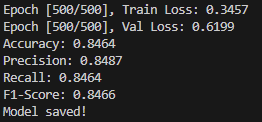 Epoch [500/500], Train Loss: 0.3457
Epoch [500/500], Val Loss: 0.6199
Accuracy: 0.8464
Precision: 0.8487
Recall: 0.8464
F1-Score: 0.8466
Model saved!